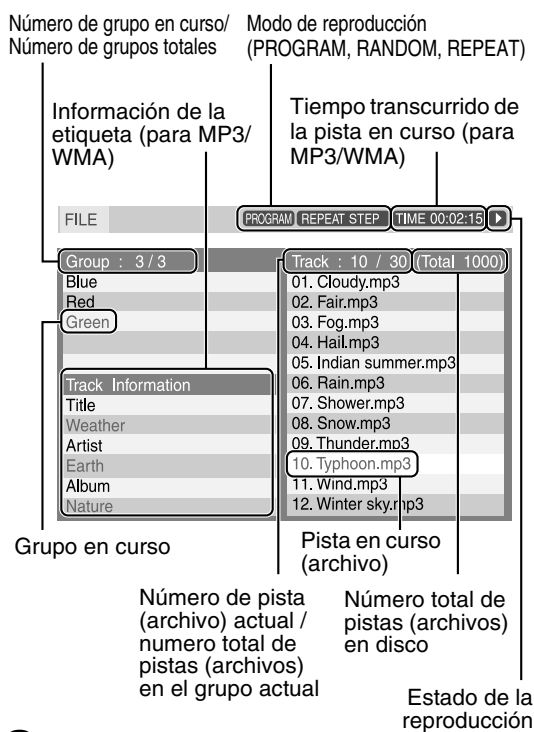 Número de grupo en curso/
Número de grupos totales
Modo de reproducción
(PROGRAM, RANDOM, REPEAT)
Información de la
etiqueta (para MP3/
WMA)
Tiempo transcurrido de
la pista en curso (para
MP3/WMA)
FILE
PROGRAM REPEAT STEP TIME 00:02:15
Group : 3 / 3
Blue
Red
Green
Track Information
Title
Weather
Artist
Earth
Album
Nature
Track : 10 / 30 (Total 1000)
01. Cloudy.mp3
02. Fair.mp3
03. Fog.mp3
04. Hail.mp3
05. Indian summer.mp3
06. Rain.mp3
07. Shower.mp3
08. Snow.mp3
09. Thunder.mp3
10. Typhoon.mp3
11. Wind.mp3
12. Winter sky.mp3
Grupo en curso
Pista en curso
(archivo)
Número de pista
(archivo) actual /
numero total de
pistas (archivos)
en el grupo actual
Número total de
pistas (archivos)
en disco
Estado de la
reproducción